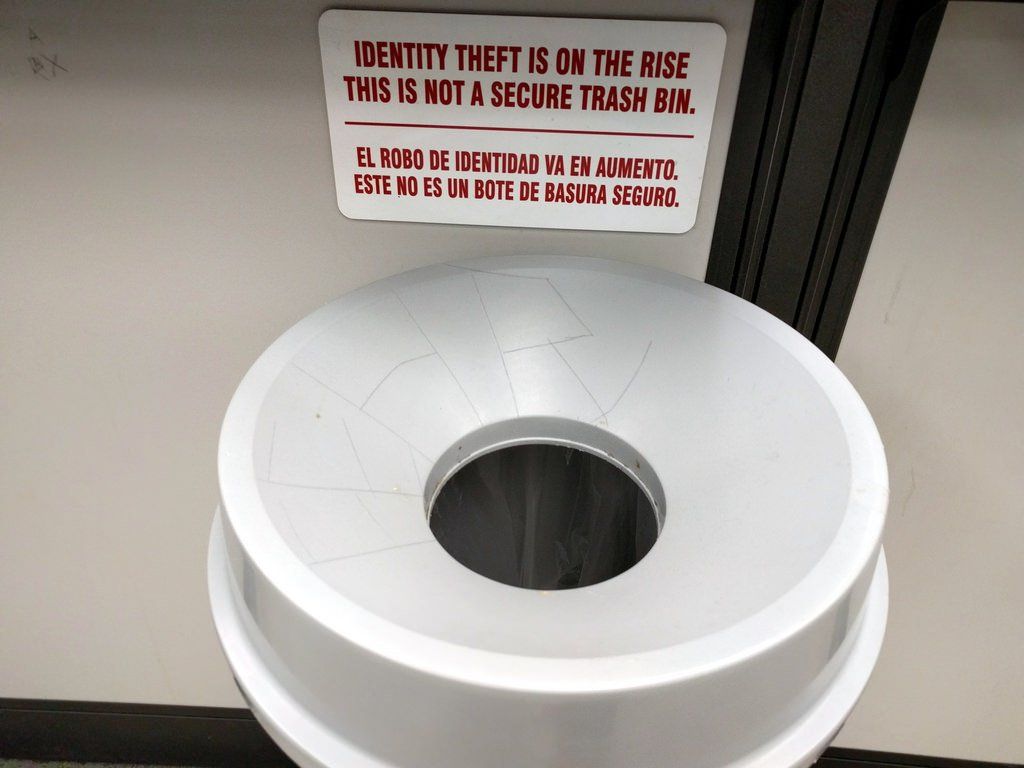 IDENTITY THEFT IS ON THE RISE
THIS IS NOT A SECURE TRASH BIN.
EL ROBO DE IDENTIDAD VA EN AUMENTO.
ESTE NO ES UN BOTE DE BASURA SEGURO.